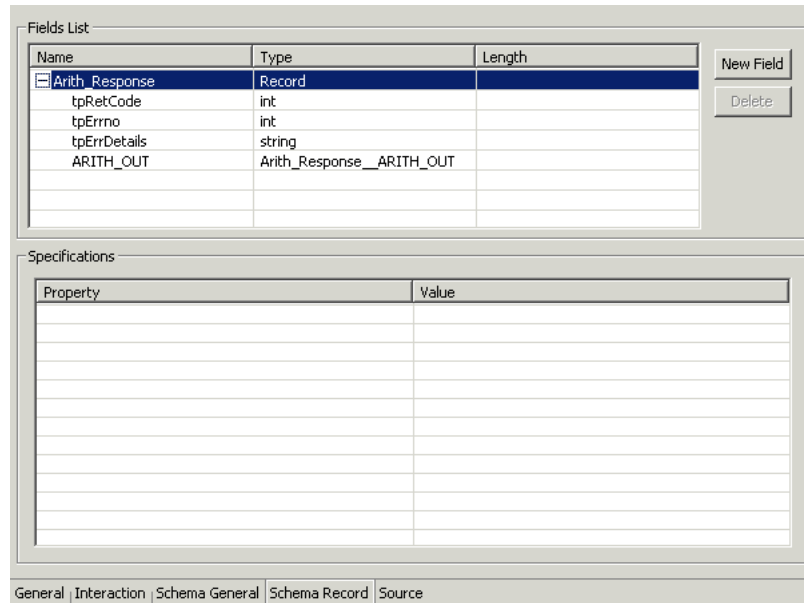 Fields List
Name Type Length
Arith_Response Record
tpRetCode int
tpErrno int
tpErrDetails string
ARITH_OUT Arith_Response__ARITH_OUT
New Field
Delete
Specifications
Property Value
General Interaction Schema General Schema Record Source